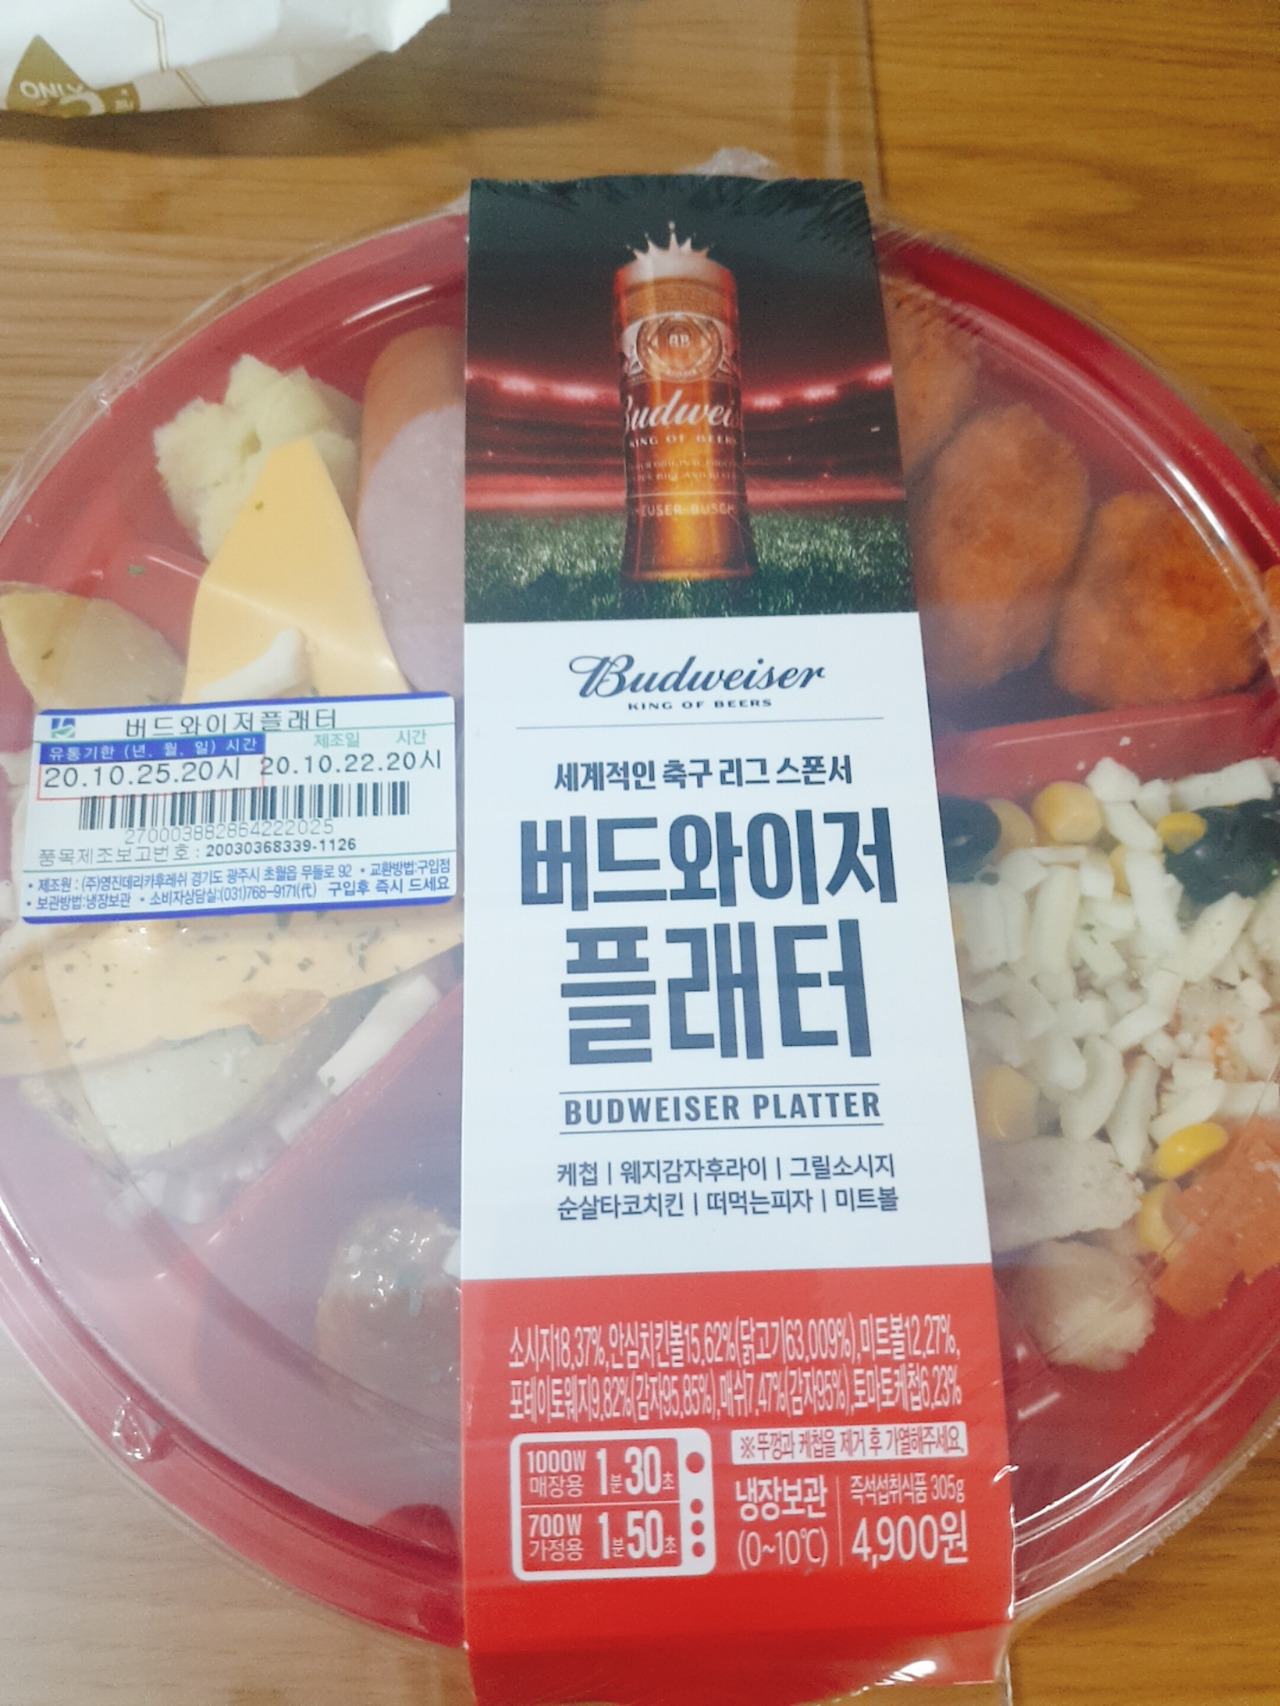 ONLY
Budweis
KING OF BEERS
Budweiser
KING OF BEERS
세계적인 축구 리그 스폰서
버드와이저
플래터
BUDWEISER PLATTER
케첩 | 웨지감자후라이 | 그릴소시지
순살타코치킨 | 떠먹는피자 | 미트볼
버드와이저플래터
유통기한 (년, 월, 일) 시간 제조일 시간
20.10.25.20시 20.10.22.20시
270003882864222025
품목제조보고번호 : 20030368339-1126
• 제조원 : (주)영진데리카후레쉬 경기도 광주시 초월읍 무들로 92 • 교환방법:구입점
• 보관방법:냉장보관 • 소비자상담실:(031)768-9171(代) 구입후 즉시 드세요
소시지18.37%, 안심치킨볼15.62%(닭고기63.009%), 미트볼12.27%,
포테이토웨지9.82%(감자95.85%), 매쉬7.47%(감자95%), 토마토케첩6.23%
※뚜껑과 케첩을 제거 후 가열해주세요.
1000W
매장용 1분30초
700W
가정용 1분50초
냉장보관
(0~10℃)
즉석섭취식품 305g
4,900원